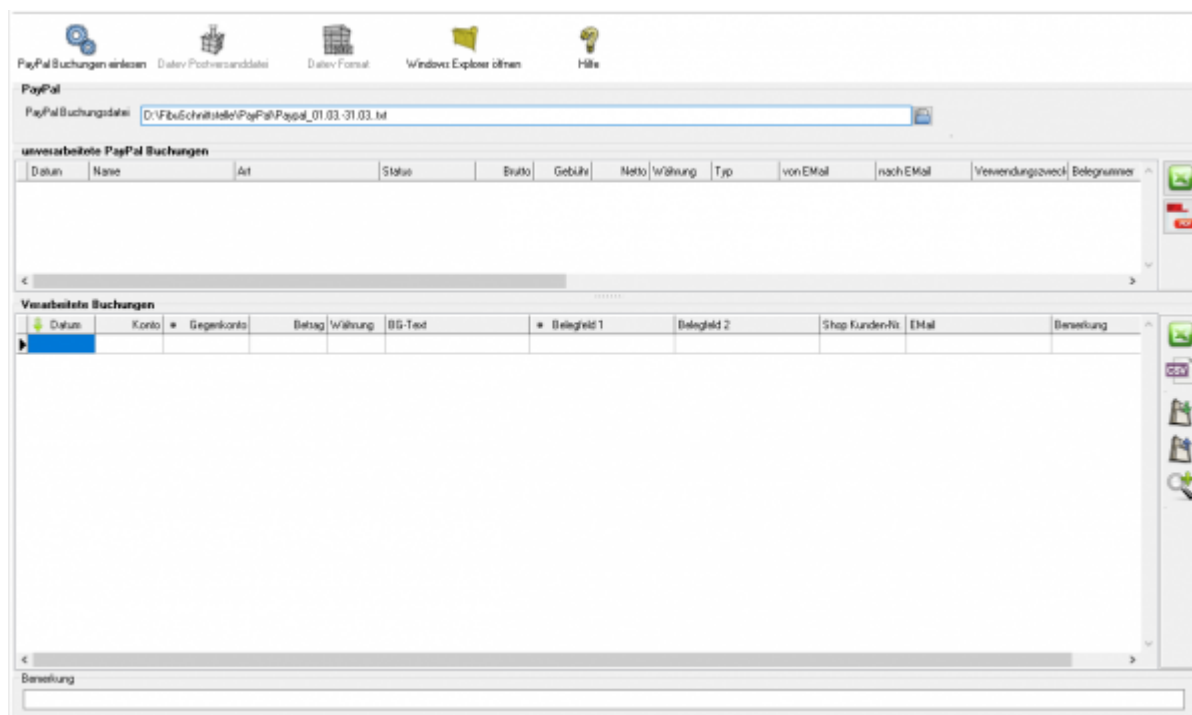 PayPal Buchungen einlesen Datev Postversanddatei Datev Format Windows Explorer öffnen Hilfe
PayPal
PayPal Buchungsdatei D:\FibuSchnittstelle\PayPal\Paypal_01.03.-31.03..txt
unverarbeitete PayPal Buchungen
Datum Name Art Status Brutto Gebühr Netto Währung Typ von EMail nach EMail Verwendungszweck Belegnummer
PDF
Verarbeitete Buchungen
Datum Konto Gegenkonto Betrag Währung BG-Text Belegfeld 1 Belegfeld 2 Shop Kunden-Nr. EMail Bemerkung
CSV
Bemerkung